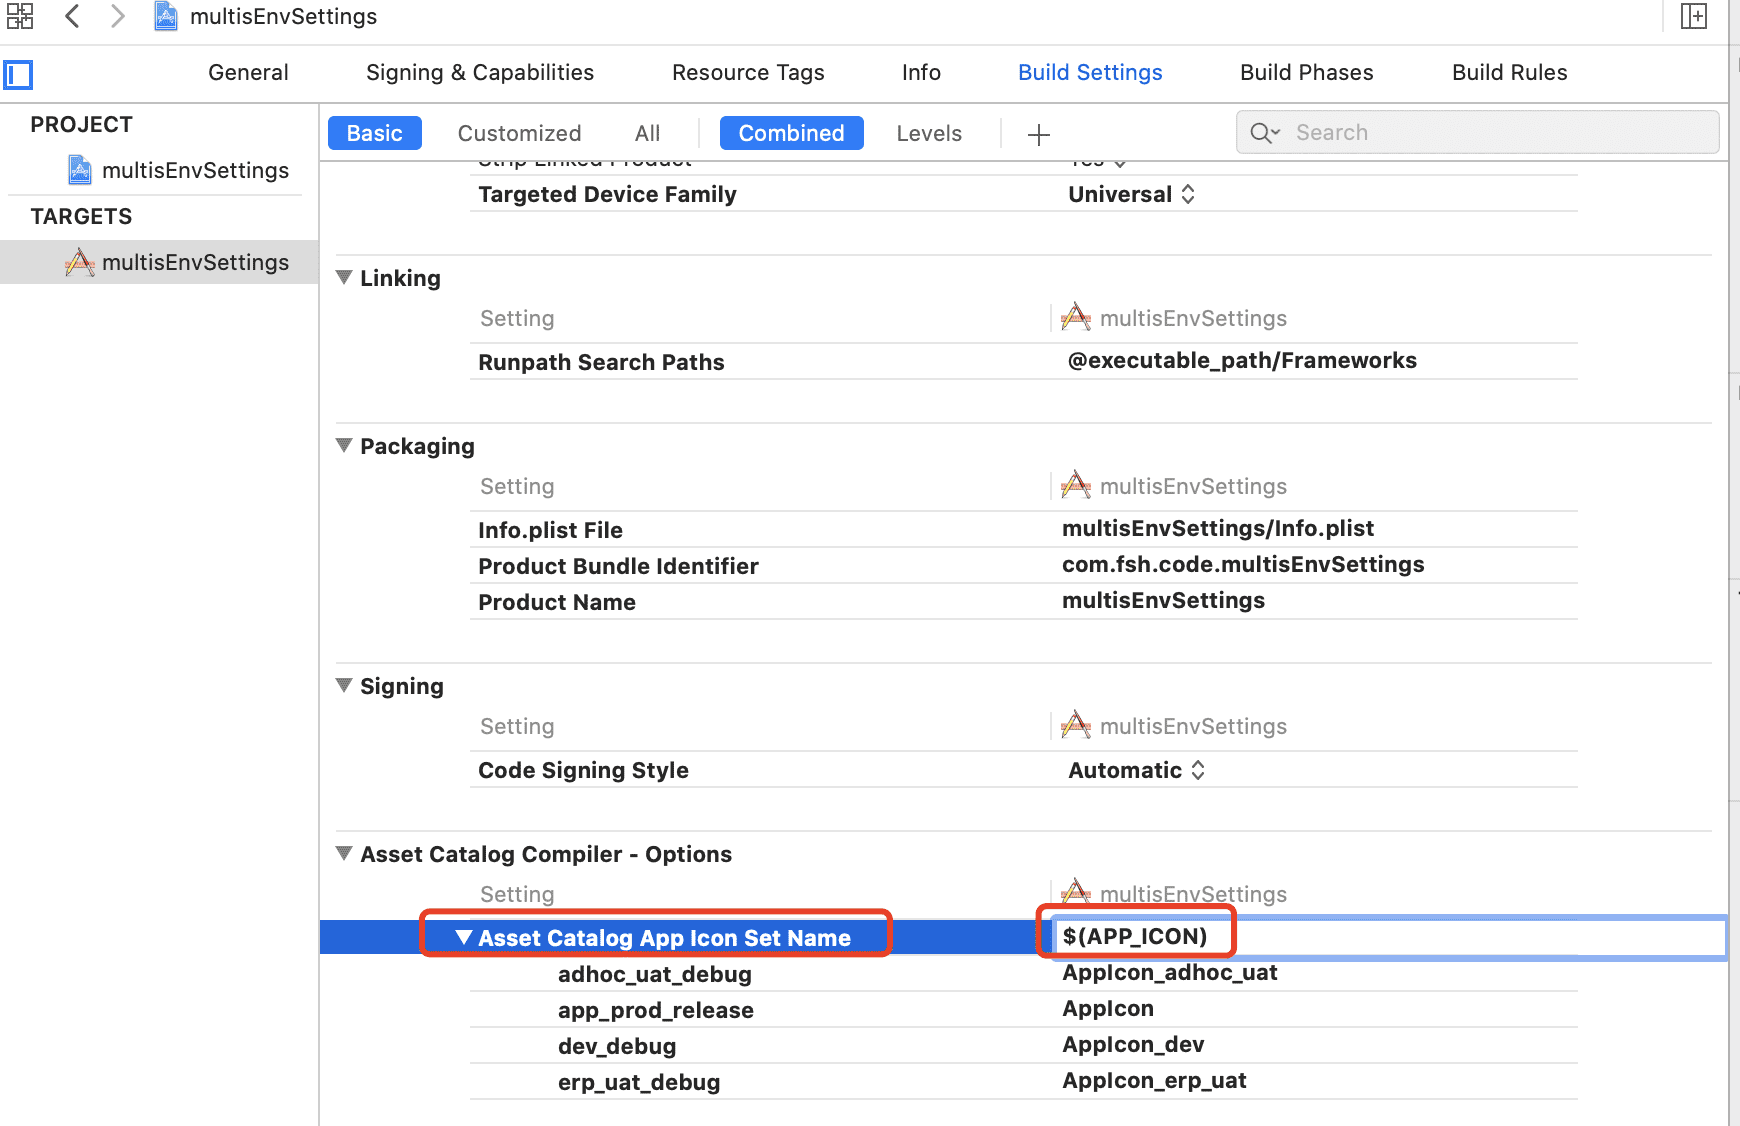 multisEnvSettings
General Signing & Capabilities Resource Tags Info Build Settings Build Phases Build Rules
PROJECT
multisEnvSettings
TARGETS
multisEnvSettings
Basic Customized All Combined Levels Search
Strip Linked Product Yes
Targeted Device Family Universal
Linking
Setting multisEnvSettings
Runpath Search Paths @executable_path/Frameworks
Packaging
Setting multisEnvSettings
Info.plist File multisEnvSettings/Info.plist
Product Bundle Identifier com.fsh.code.multisEnvSettings
Product Name multisEnvSettings
Signing
Setting multisEnvSettings
Code Signing Style Automatic
Asset Catalog Compiler - Options
Setting multisEnvSettings
Asset Catalog App Icon Set Name $(APP_ICON)
adhoc_uat_debug AppIcon_adhoc_uat
app_prod_release AppIcon
dev_debug AppIcon_dev
erp_uat_debug AppIcon_erp_uat